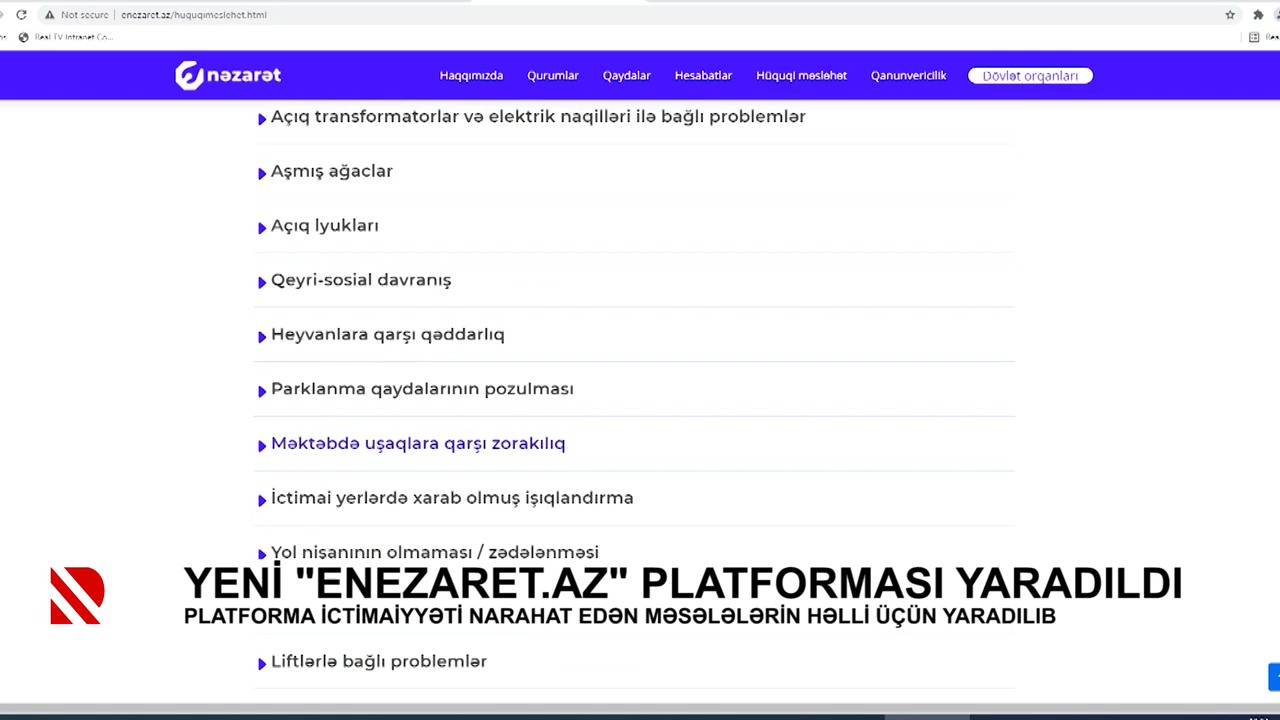 Not secure | enezaret.az/huquqimeslehet.html
Real TV Intranet Co...
nəzarət
Haqqımızda Qurumlar Qaydalar Hesabatlar Hüquqi məsləhət Qanunvericilik Dövlət orqanları
Açıq transformatorlar və elektrik naqilləri ilə bağlı problemlər
Aşmış ağaclar
Açıq lyukları
Qeyri-sosial davranış
Heyvanlara qarşı qəddarlıq
Parklanma qaydalarının pozulması
Məktəbdə uşaqlara qarşı zorakılıq
İctimai yerlərdə xarab olmuş işıqlandırma
Yol nişanının olmaması / zədələnməsi
YENİ "ENEZARET.AZ" PLATFORMASI YARADILDI
PLATFORMA İCTİMAİYYƏTİ NARAHAT EDƏN MƏSƏLƏLƏRİN HƏLLİ ÜÇÜN YARADILIB
Liftlərlə bağlı problemlər